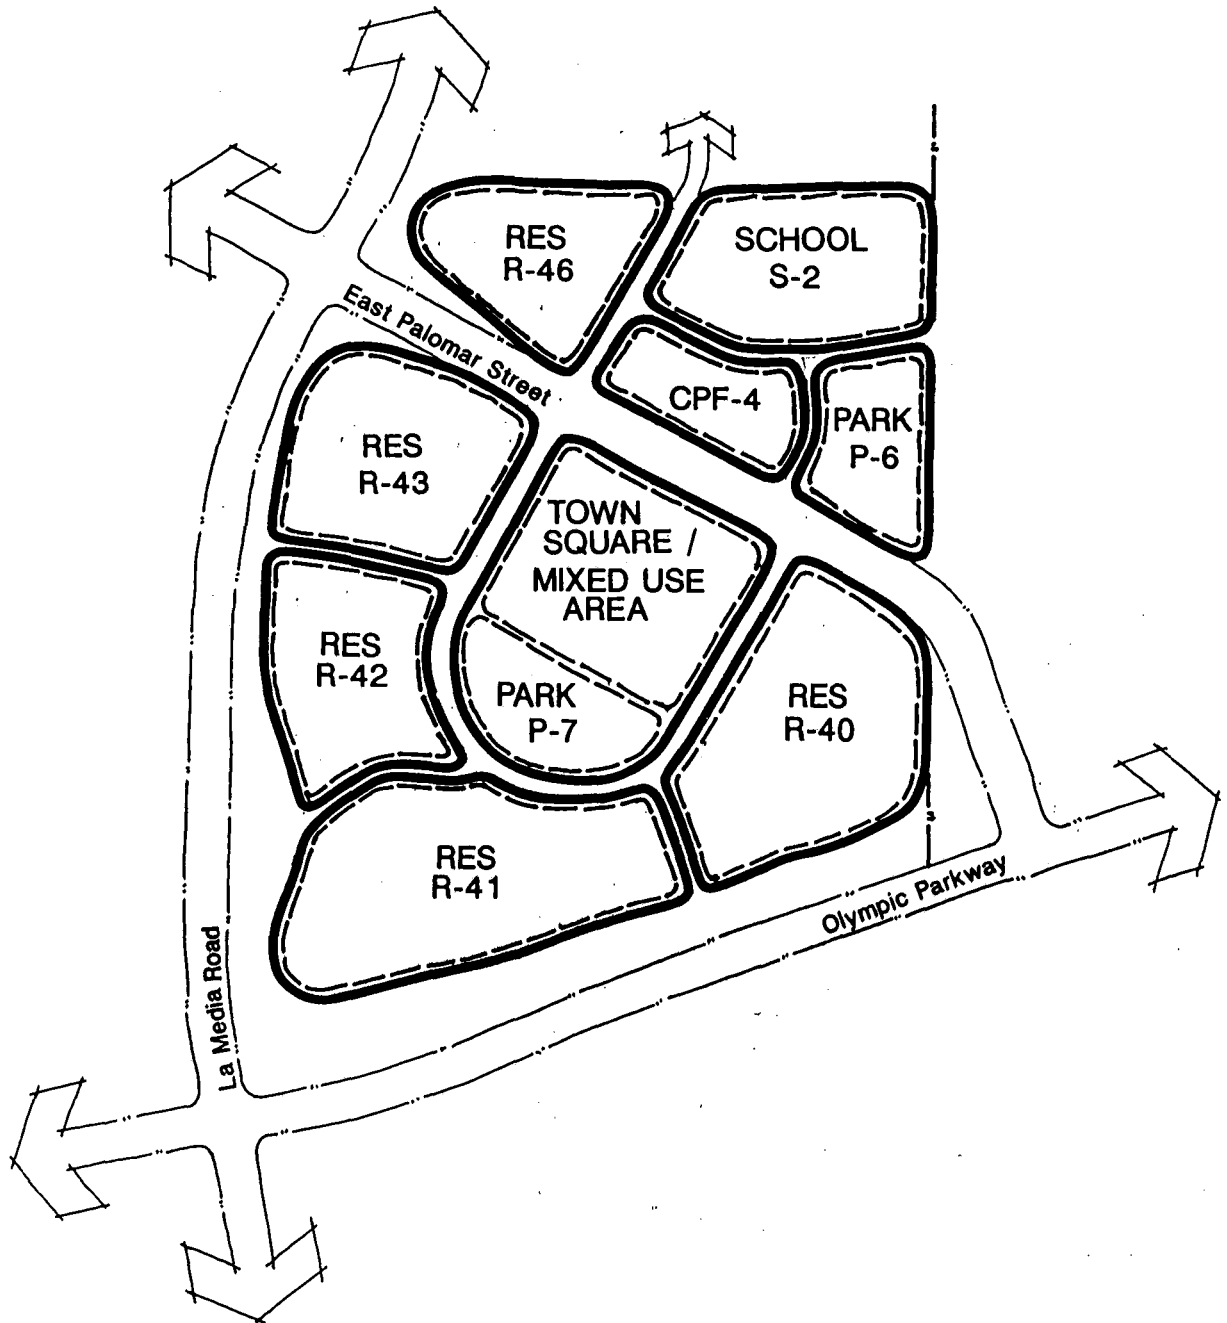 RES
R-46
SCHOOL
S-2
East Palomar Street
CPF-4
PARK
P-6
RES
R-43
TOWN
SQUARE /
MIXED USE
AREA
RES
R-42
PARK
P-7
RES
R-40
RES
R-41
Olympic Parkway
La Media Road